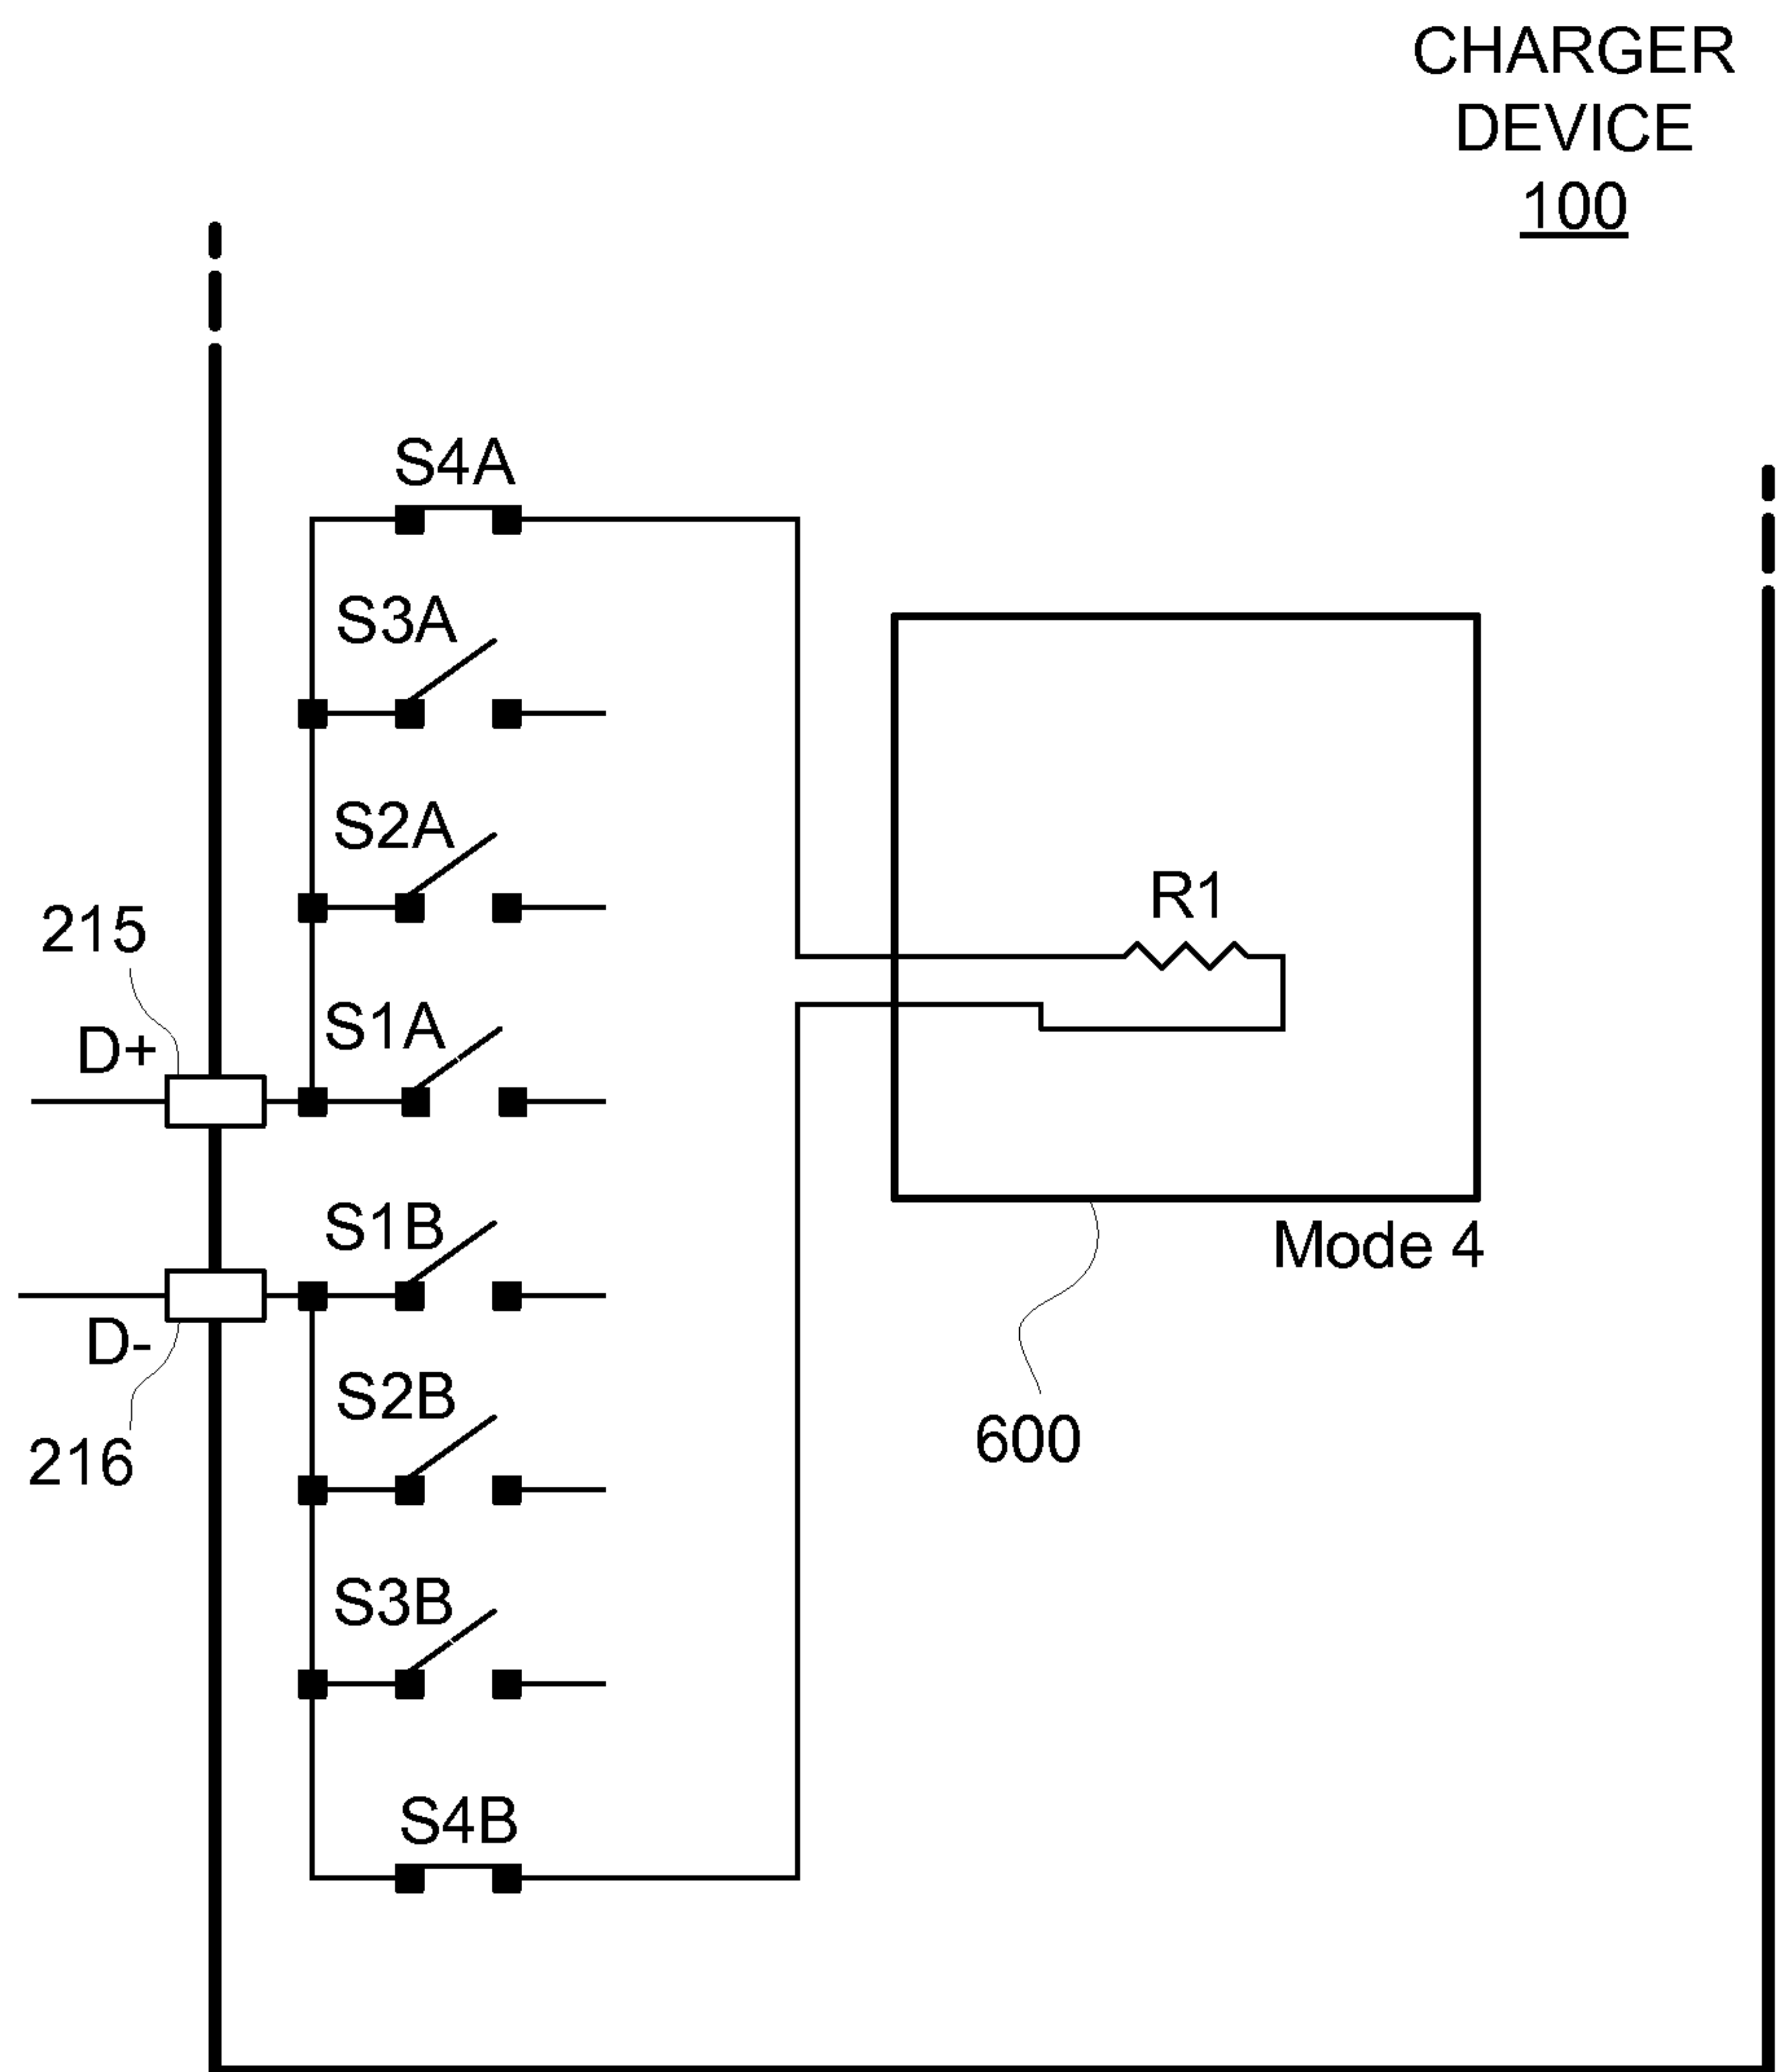 CHARGER
DEVICE
100
S4A
S3A
S2A
R1
215
S1A
D+
S1B
Mode 4
D-
S2B
600
216
S3B
S4B